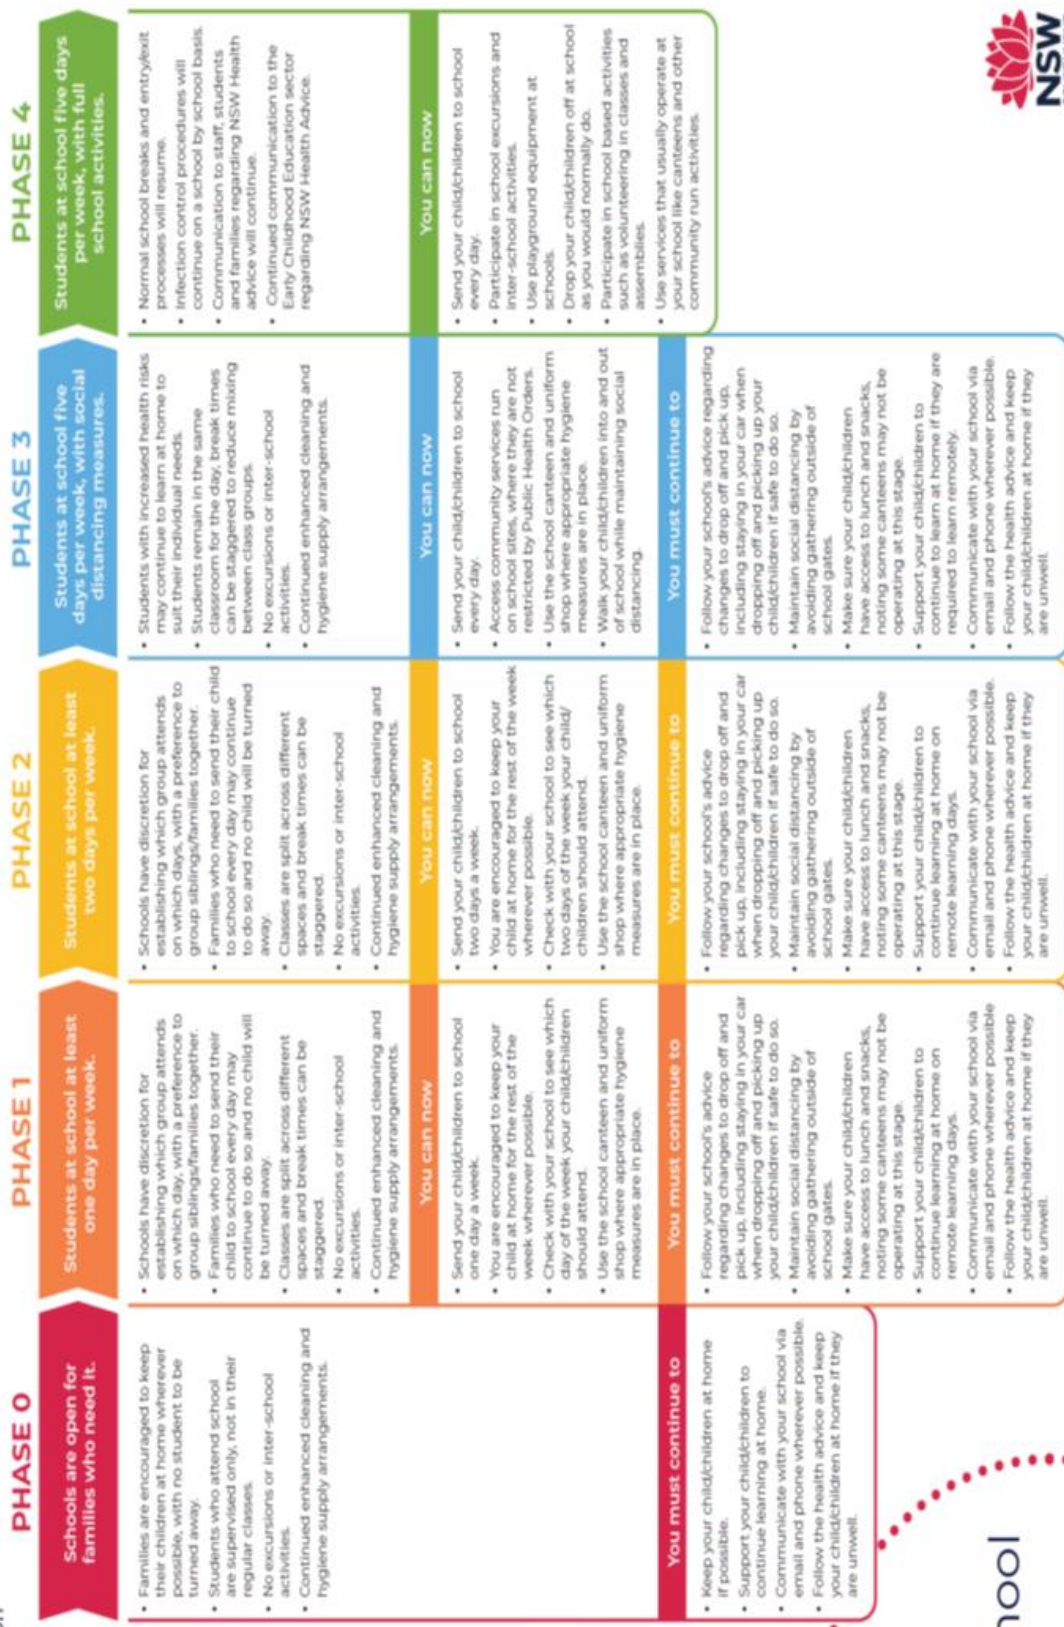 PHASE 0
Schools are open for
families who need it.
• Families are encouraged to keep
their children at home wherever
possible, with no student to be
turned away.
• Students who attend school
are supervised only, not in their
regular classes.
• No excursions or inter-school
activities.
• Continued enhanced cleaning and
hygiene supply arrangements.
You must continue to
• Keep your child/children at home
if possible.
• Support your child/children to
continue learning at home.
• Communicate with your school via
email and phone wherever possible.
• Follow the health advice and keep
your child/children at home if they
are unwell.
PHASE 1
Students at school at least
one day per week.
• Schools have discretion for
establishing which group attends
on which day, with a preference to
group siblings/families together.
• Families who need to send their
child to school every day may
continue to do so and no child will
be turned away.
• Classes are split across different
spaces and break times can be
staggered.
• No excursions or inter-school
activities.
• Continued enhanced cleaning and
hygiene supply arrangements.
You can now
• Send your child/children to school
one day a week.
• You are encouraged to keep your
child at home for the rest of the
week wherever possible.
• Check with your school to see which
day of the week your child/children
should attend.
• Use the school canteen and uniform
shop where appropriate hygiene
measures are in place.
You must continue to
• Follow your school's advice
regarding changes to drop off and
pick up, including staying in your car
when dropping off and picking up
your child/children if safe to do so.
• Maintain social distancing by
avoiding gathering outside of
school gates.
• Make sure your child/children
have access to lunch and snacks,
noting some canteens may not be
operating at this stage.
• Support your child/children to
continue learning at home on
remote learning days.
• Communicate with your school via
email and phone wherever possible
• Follow the health advice and keep
your child/children at home if they
are unwell.
PHASE 2
Students at school at least
two days per week.
• Schools have discretion for
establishing which group attends
on which days, with a preference to
group siblings/families together.
• Families who need to send their child
to school every day may continue
to do so and no child will be turned
away.
• Classes are split across different
spaces and break times can be
staggered.
• No excursions or inter-school
activities.
• Continued enhanced cleaning and
hygiene supply arrangements.
You can now
• Send your child/children to school
two days a week.
• You are encouraged to keep your
child at home for the rest of the week
wherever possible.
• Check with your school to see which
two days of the week your child/
children should attend.
• Use the school canteen and uniform
shop where appropriate hygiene
measures are in place.
You must continue to
• Follow your school's advice
regarding changes to drop off and
pick up, including staying in your car
when dropping off and picking up
your child/children if safe to do so.
• Maintain social distancing by
avoiding gathering outside of
school gates.
• Make sure your child/children
have access to lunch and snacks,
noting some canteens may not be
operating at this stage.
• Support your child/children to
continue learning at home on
remote learning days.
• Communicate with your school via
email and phone wherever possible.
• Follow the health advice and keep
your child/children at home if they
are unwell.
PHASE 3
Students at school five
days per week, with social
distancing measures.
• Students with increased health risks
may continue to learn at home to
suit their individual needs.
• Students remain in the same
classroom for the day, break times
can be staggered to reduce mixing
between class groups.
• No excursions or inter-school
activities.
• Continued enhanced cleaning and
hygiene supply arrangements.
You can now
• Send your child/children to school
every day.
• Access community services run
on school sites, where they are not
restricted by Public Health Orders.
• Use the school canteen and uniform
shop where appropriate hygiene
measures are in place.
• Walk your child/children into and out
of school while maintaining social
distancing.
You must continue to
• Follow your school's advice regarding
changes to drop off and pick up,
including staying in your car when
dropping off and picking up your
child/children if safe to do so.
• Maintain social distancing by
avoiding gathering outside of
school gates.
• Make sure your child/children
have access to lunch and snacks,
noting some canteens may not be
operating at this stage.
• Support your child/children to
continue to learn at home if they are
required to learn remotely.
• Communicate with your school via
email and phone wherever possible.
• Follow the health advice and keep
your child/children at home if they
are unwell.
PHASE 4
Students at school five days
per week, with full
school activities.
• Normal school breaks and entry/exit
processes will resume.
• Infection control procedures will
continue on a school by school basis.
• Communication to staff, students
and families regarding NSW Health
advice will continue.
• Continued communication to the
Early Childhood Education sector
regarding NSW Health Advice.
You can now
• Send your child/children to school
every day.
• Participate in school excursions and
inter-school activities.
• Use playground equipment at
schools.
• Drop your child/children off at school
as you would normally do.
• Participate in school based activities
such as volunteering in classes and
assemblies.
• Use services that usually operate at
your school like canteens and other
community run activities.
hool
NSW